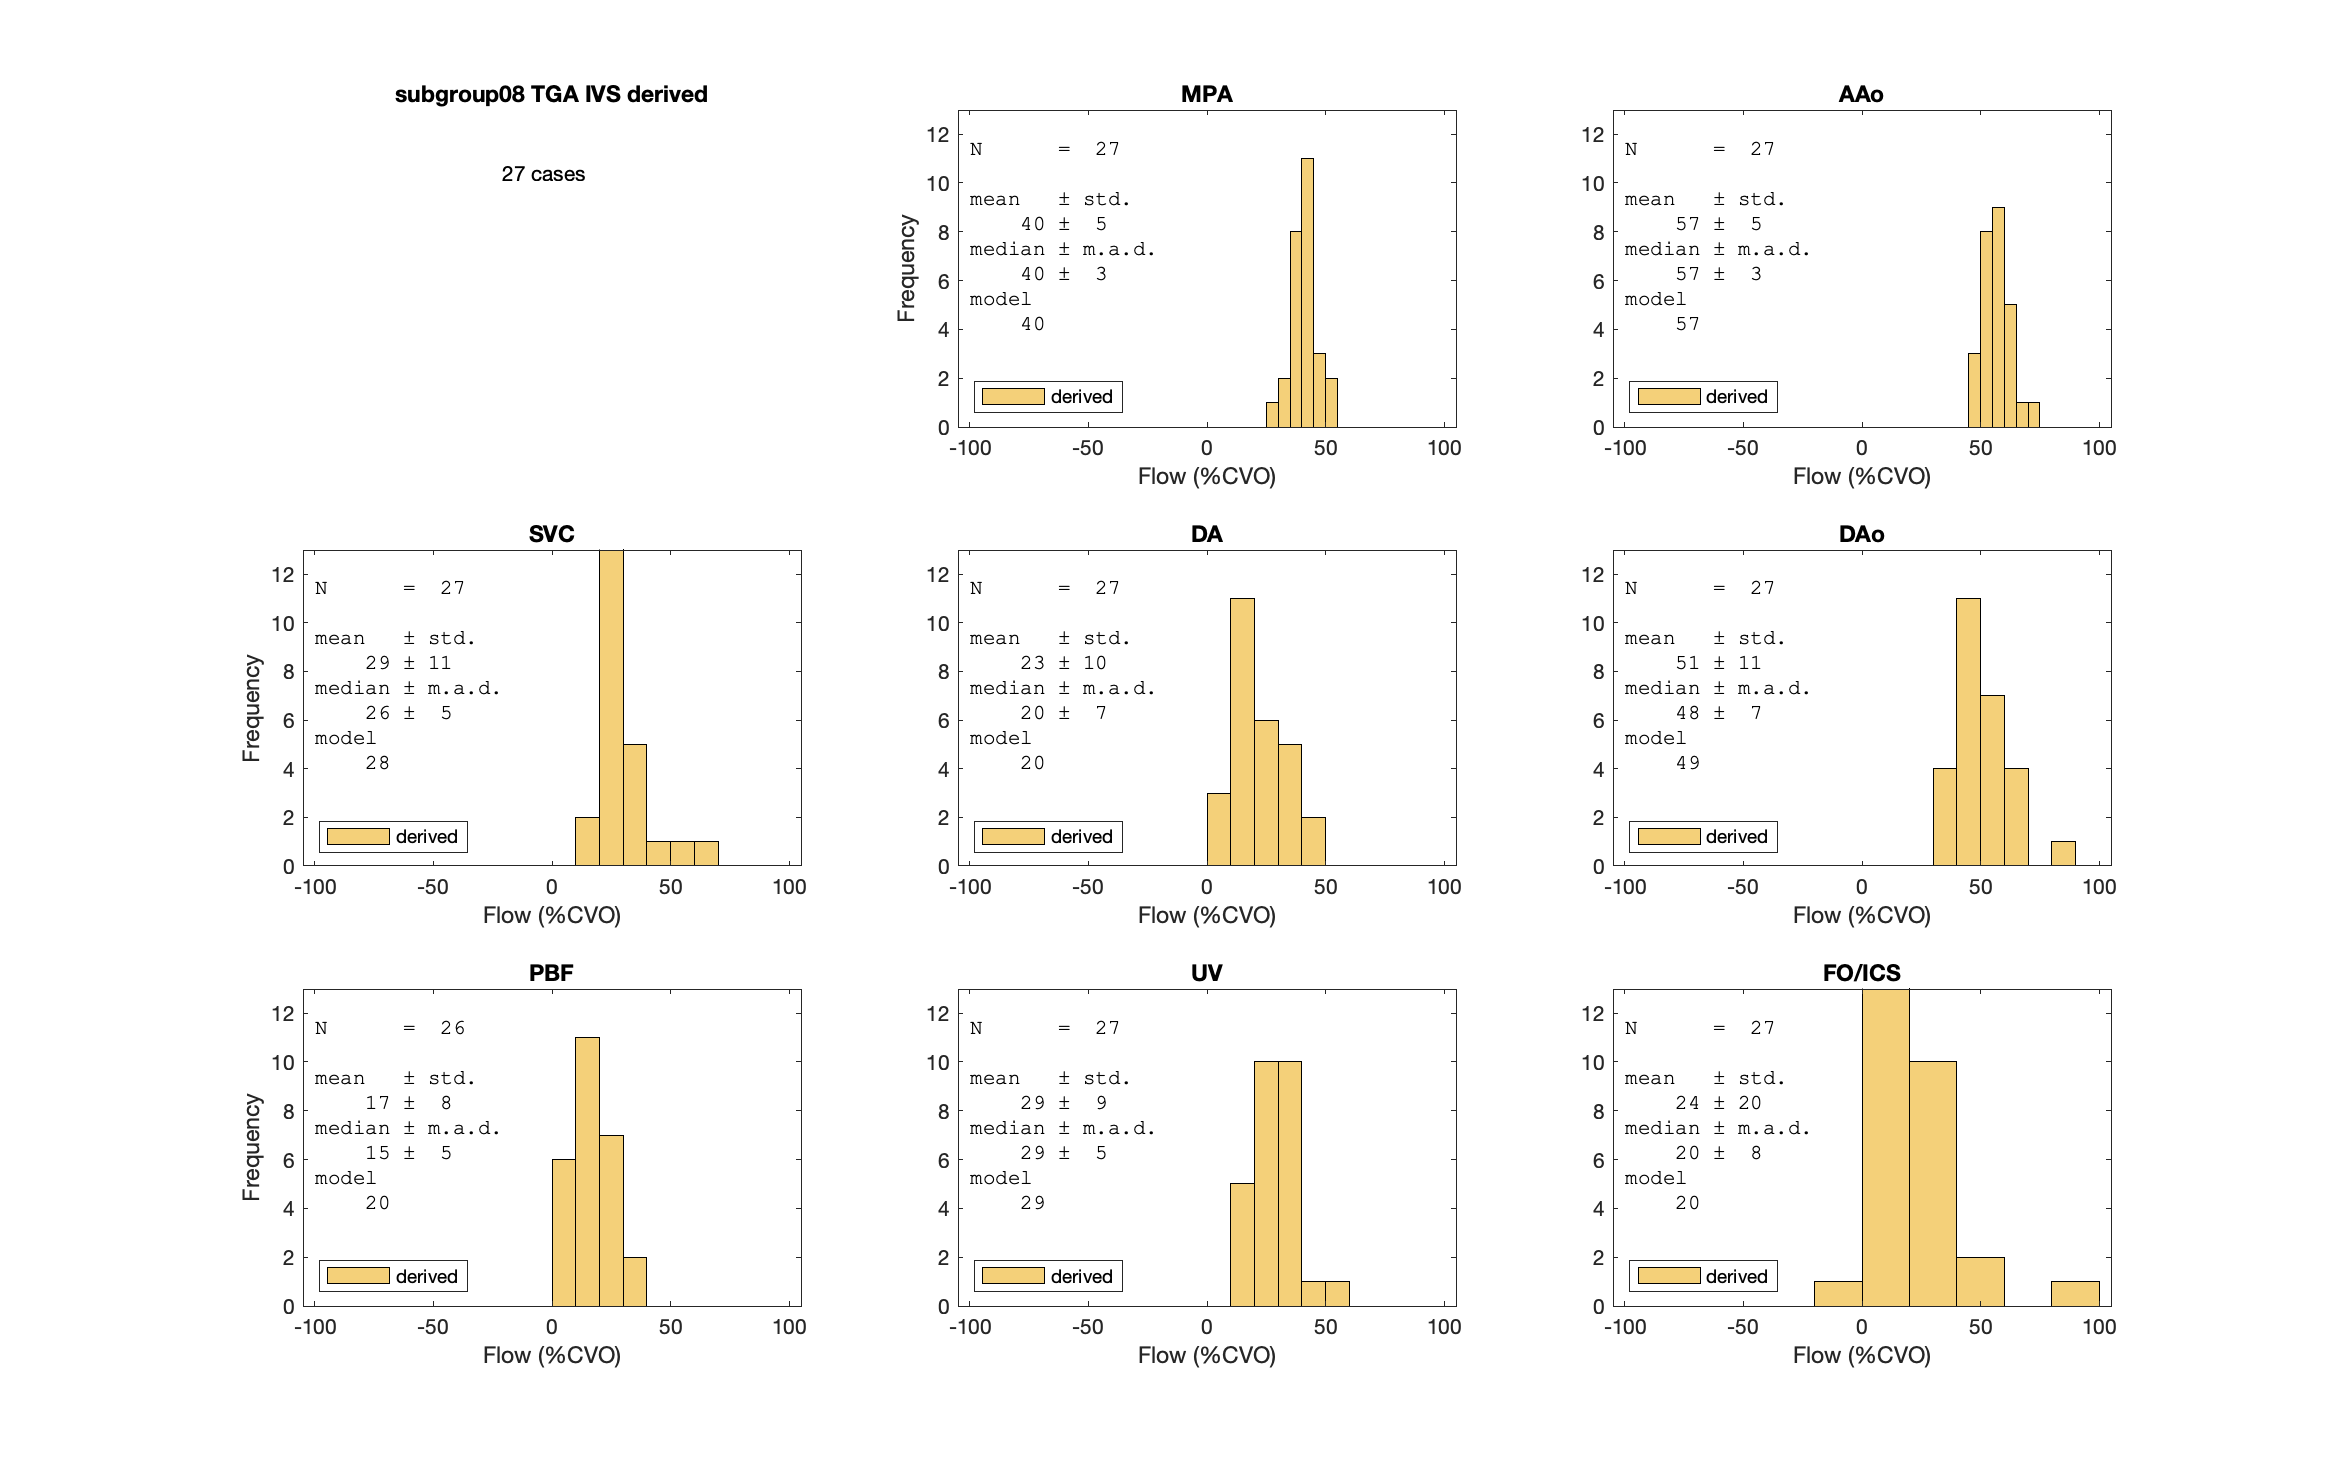 subgroup08 TGA IVS derived
27 cases
MPA
12
10
8
6
4
2
0
Frequency
N = 27
mean ± std.
40 ± 5
median ± m.a.d.
40 ± 3
model
40
derived
-100 -50 0 50 100
Flow (%CVO)
AAo
12
10
8
6
4
2
0
N = 27
mean ± std.
57 ± 5
median ± m.a.d.
57 ± 3
model
57
derived
-100 -50 0 50 100
Flow (%CVO)
SVC
12
10
8
6
4
2
0
Frequency
N = 27
mean ± std.
29 ± 11
median ± m.a.d.
26 ± 5
model
28
derived
-100 -50 0 50 100
Flow (%CVO)
DA
12
10
8
6
4
2
0
N = 27
mean ± std.
23 ± 10
median ± m.a.d.
20 ± 7
model
20
derived
-100 -50 0 50 100
Flow (%CVO)
DAo
12
10
8
6
4
2
0
N = 27
mean ± std.
51 ± 11
median ± m.a.d.
48 ± 7
model
49
derived
-100 -50 0 50 100
Flow (%CVO)
PBF
12
10
8
6
4
2
0
Frequency
N = 26
mean ± std.
17 ± 8
median ± m.a.d.
15 ± 5
model
20
derived
-100 -50 0 50 100
Flow (%CVO)
UV
12
10
8
6
4
2
0
N = 27
mean ± std.
29 ± 9
median ± m.a.d.
29 ± 5
model
29
derived
-100 -50 0 50 100
Flow (%CVO)
FO/ICS
12
10
8
6
4
2
0
N = 27
mean ± std.
24 ± 20
median ± m.a.d.
20 ± 8
model
20
derived
-100 -50 0 50 100
Flow (%CVO)